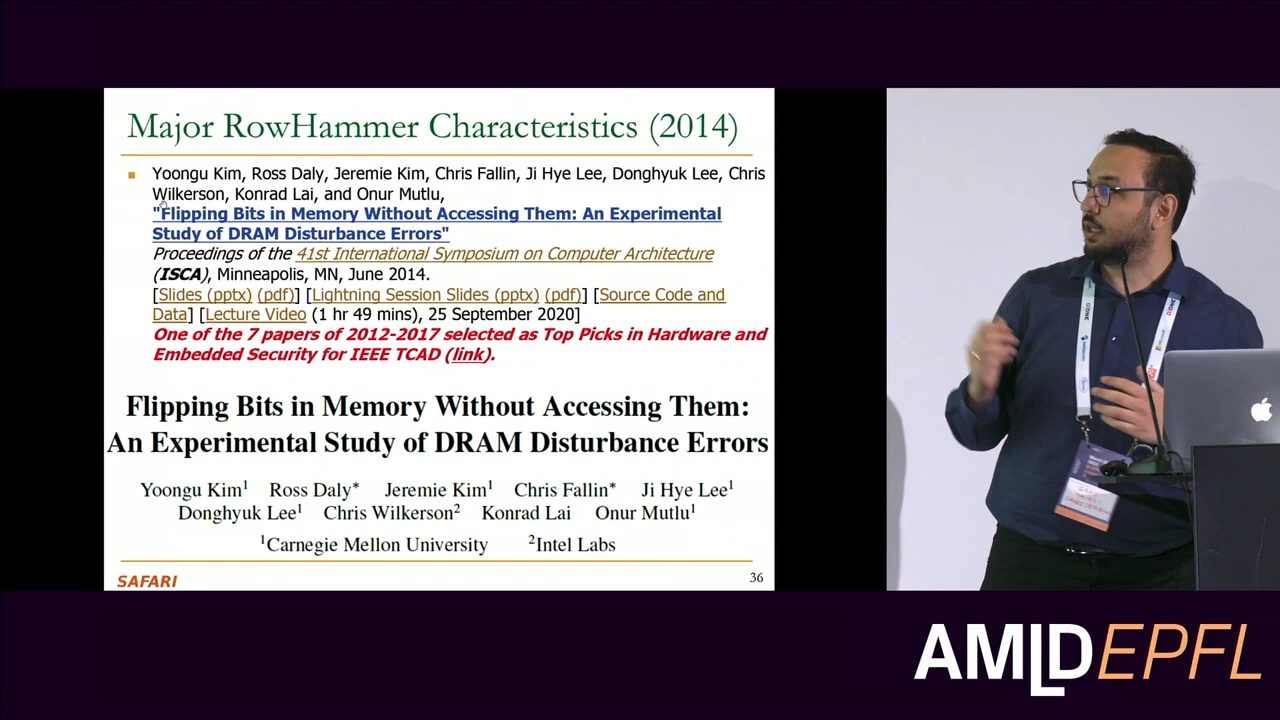 Major RowHammer Characteristics (2014)
Yoongu Kim, Ross Daly, Jeremie Kim, Chris Fallin, Ji Hye Lee, Donghyuk Lee, Chris
Wilkerson, Konrad Lai, and Onur Mutlu,
"Flipping Bits in Memory Without Accessing Them: An Experimental
Study of DRAM Disturbance Errors"
Proceedings of the 41st International Symposium on Computer Architecture
(ISCA), Minneapolis, MN, June 2014.
[Slides (pptx) (pdf)] [Lightning Session Slides (pptx) (pdf)] [Source Code and
Data] [Lecture Video (1 hr 49 mins), 25 September 2020]
One of the 7 papers of 2012-2017 selected as Top Picks in Hardware and
Embedded Security for IEEE TCAD (link).
Flipping Bits in Memory Without Accessing Them:
An Experimental Study of DRAM Disturbance Errors
Yoongu Kim¹ Ross Daly* Jeremie Kim¹ Chris Fallin* Ji Hye Lee¹
Donghyuk Lee¹ Chris Wilkerson² Konrad Lai Onur Mutlu¹
¹Carnegie Mellon University ²Intel Labs
SAFARI
36
AMLDEPFL